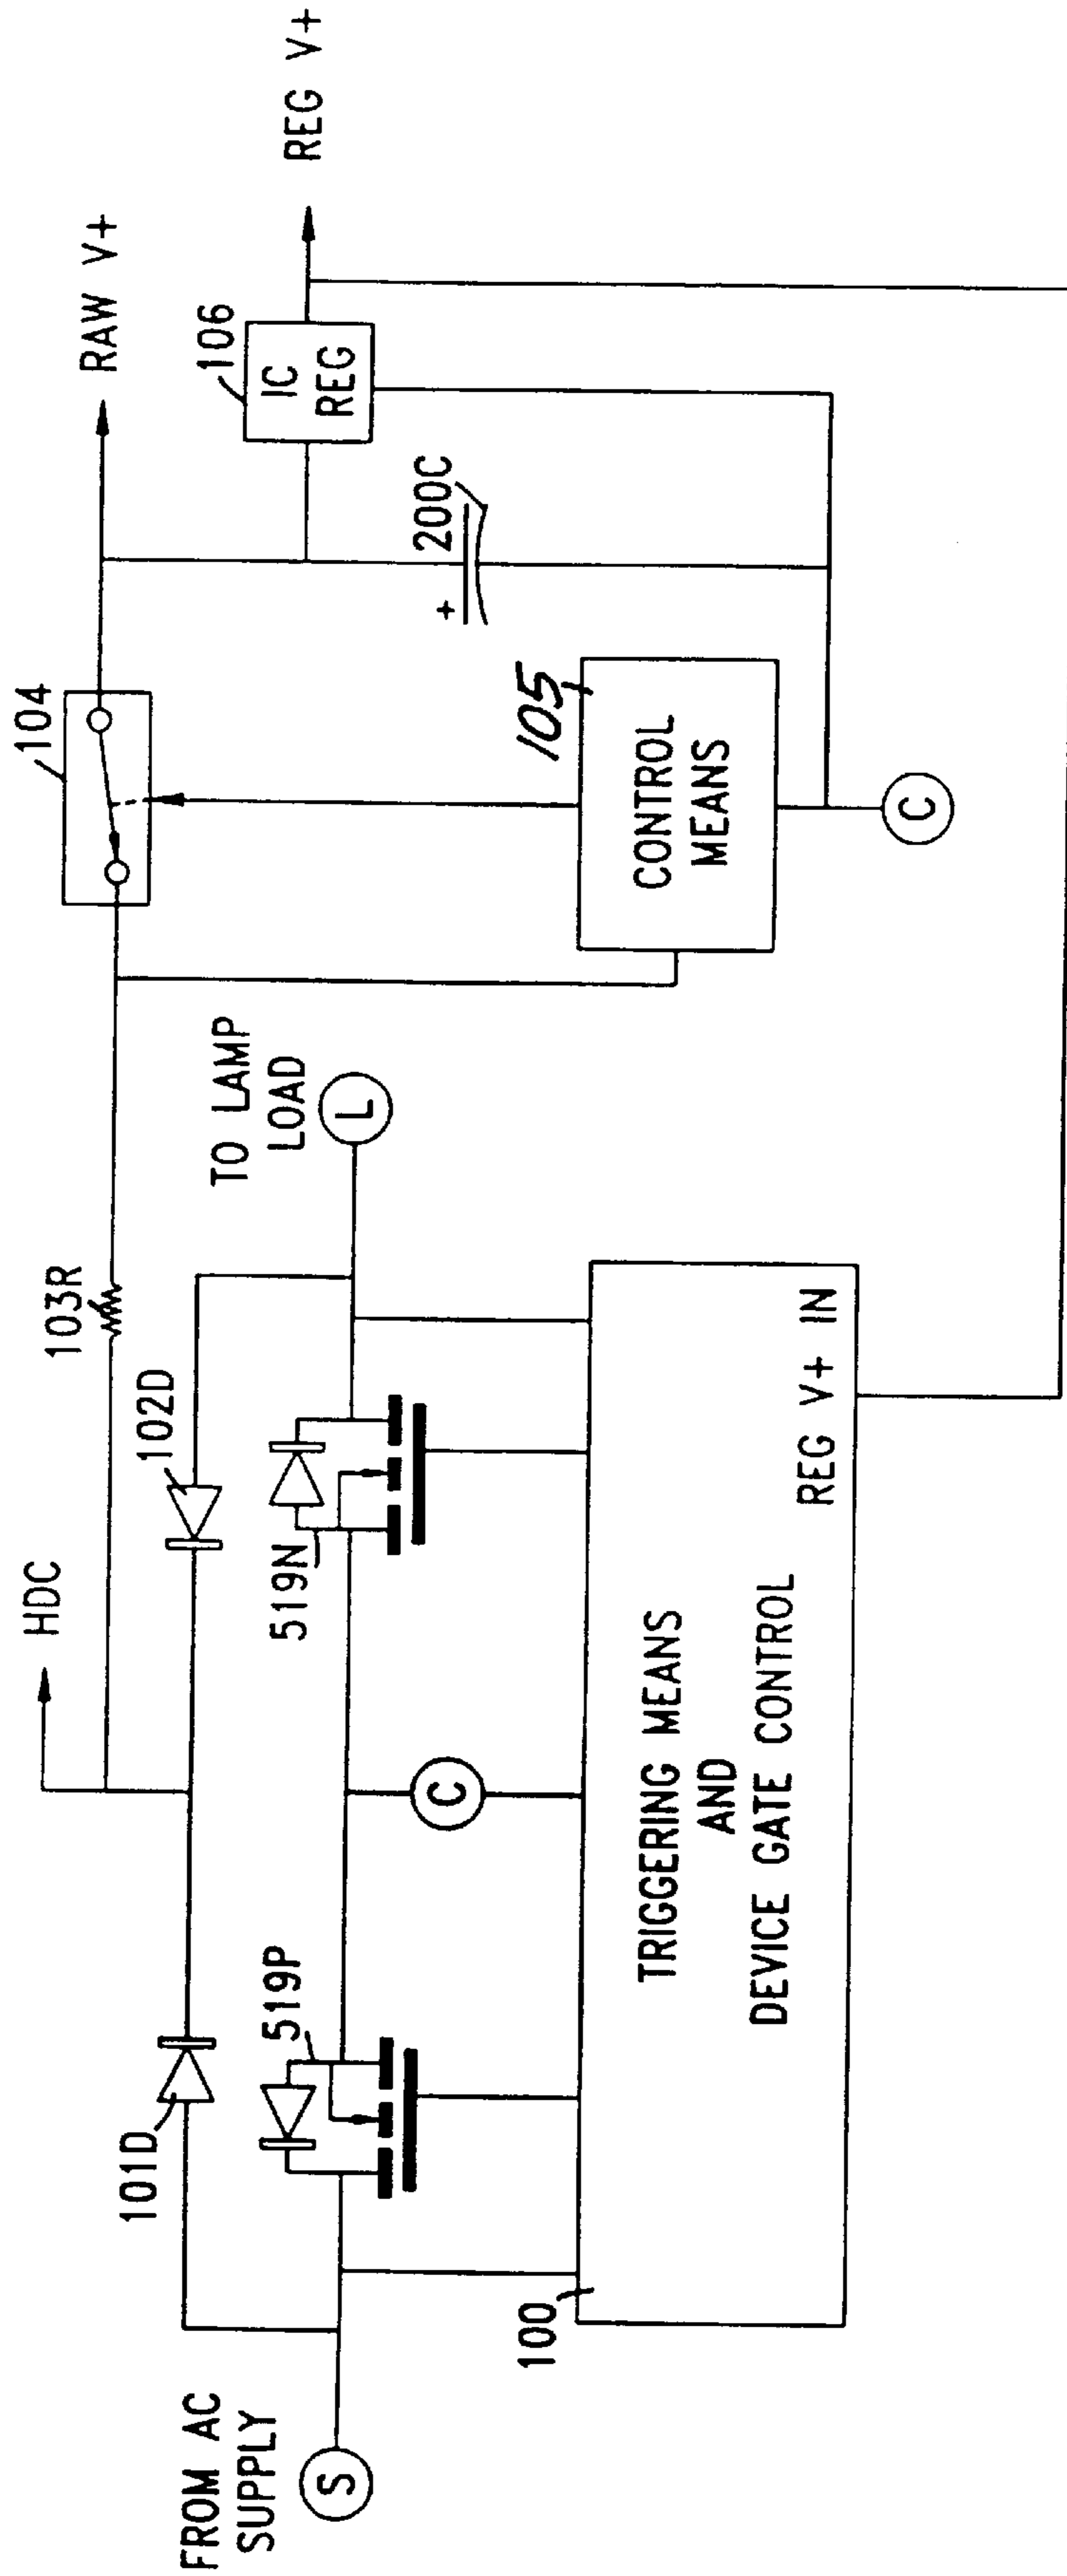 FROM AC
SUPPLY
S
101D
519P
HDC
C
102D
519N
103R
TO LAMP
LOAD
L
104
RAW V+
105
CONTROL
MEANS
C
+
200C
106
IC
REG
REG V+
100
TRIGGERING MEANS
AND
DEVICE GATE CONTROL
REG V+ IN